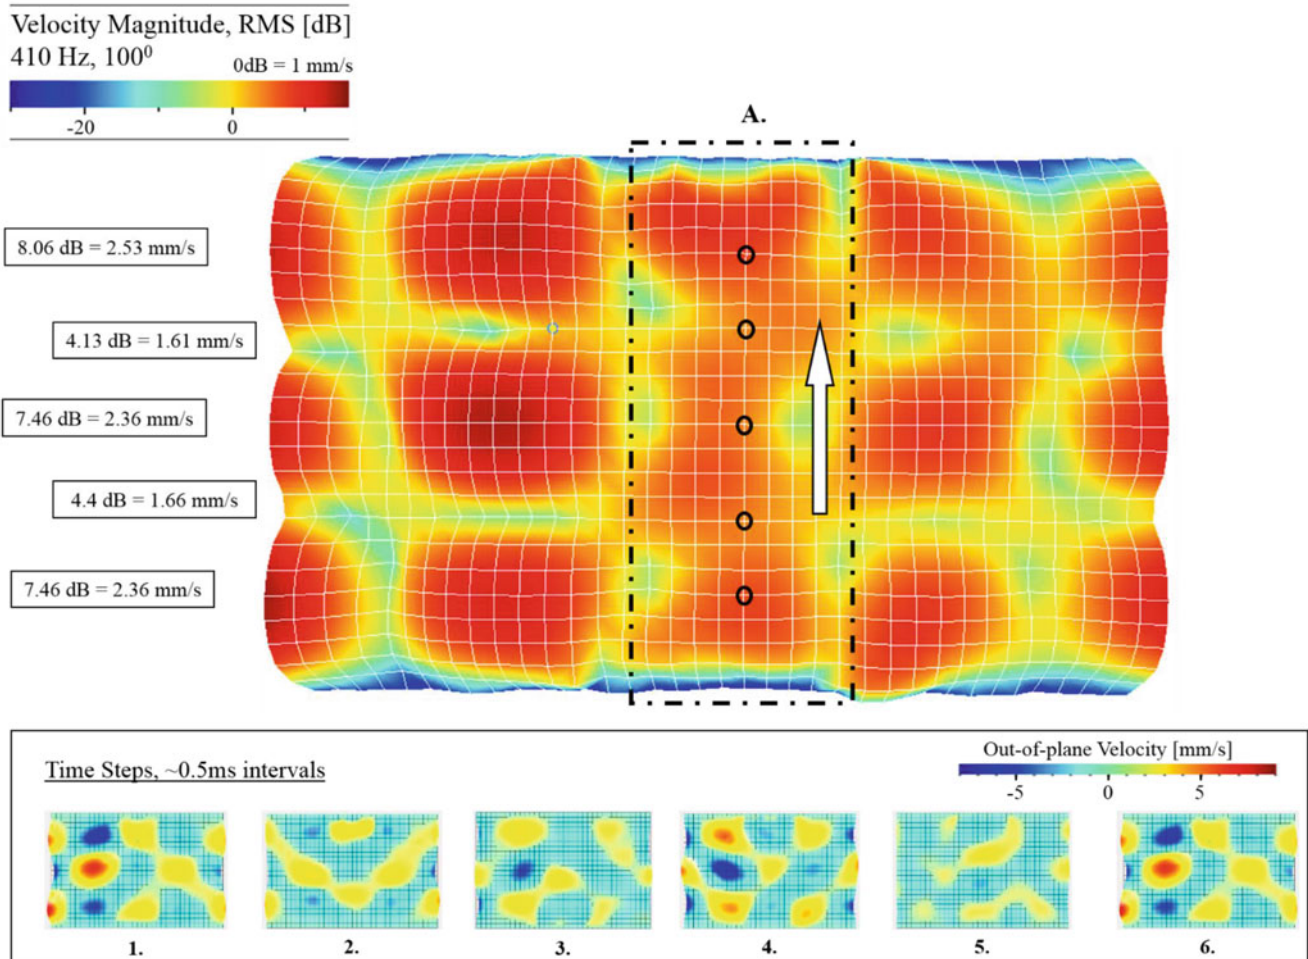 Velocity Magnitude, RMS [dB]
410 Hz, 100⁰
0dB = 1 mm/s
-20 0
A.
8.06 dB = 2.53 mm/s
4.13 dB = 1.61 mm/s
7.46 dB = 2.36 mm/s
4.4 dB = 1.66 mm/s
7.46 dB = 2.36 mm/s
Time Steps, ~0.5ms intervals
Out-of-plane Velocity [mm/s]
-5 0 5
1. 2. 3. 4. 5. 6.